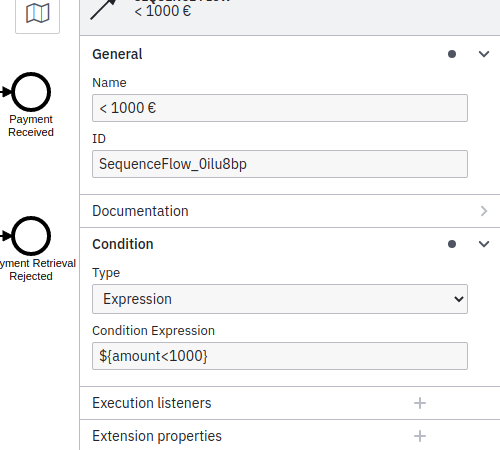 < 1000 €
General
Name
< 1000 €
ID
SequenceFlow_0ilu8bp
Documentation
Condition
Type
Expression
Condition Expression
${amount<1000}
Execution listeners
Extension properties
Payment
Received
yment Retrieval
Rejected